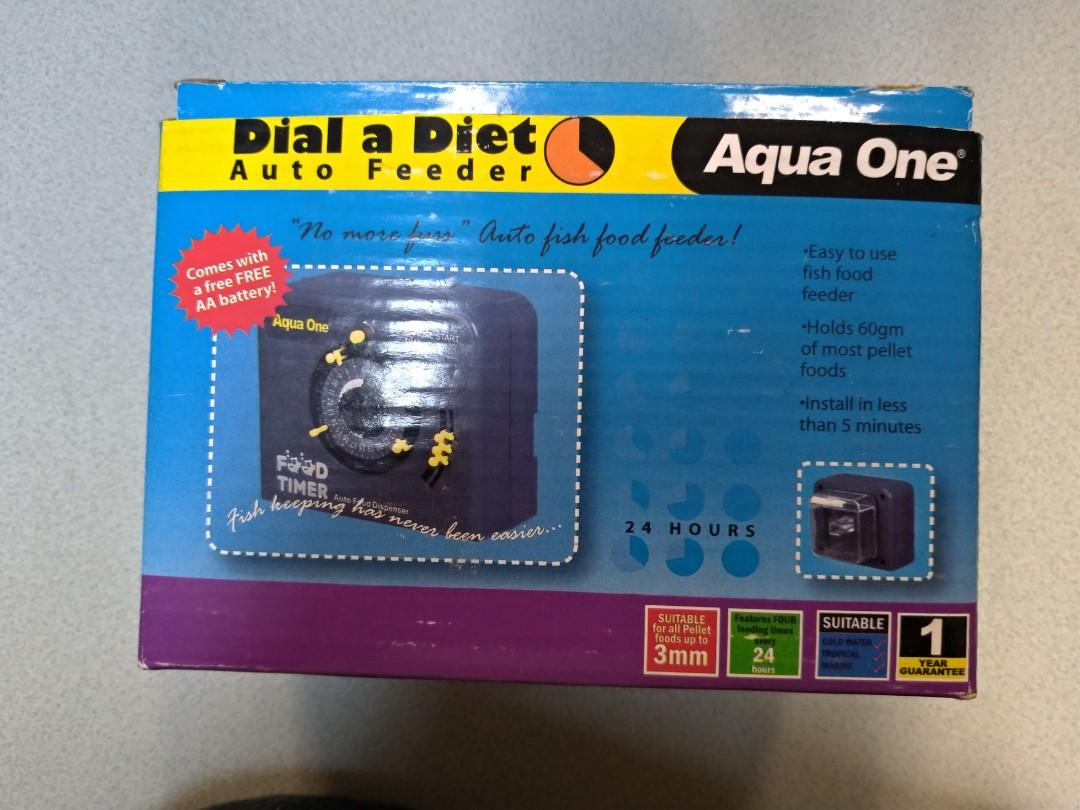 Dial a Diet
Auto Feeder
Aqua One®
"No more fuss" Auto fish food feeder!
Comes with
a free FREE
AA battery!
•Easy to use
fish food
feeder
•Holds 60gm
of most pellet
foods
•Install in less
than 5 minutes
Aqua One
START
FOOD
TIMER
Auto Food Dispenser
Fish keeping has never been easier...
24 HOURS
SUITABLE
for all Pellet
foods up to
3mm
Features FOUR
feeding times
every
24
hours
SUITABLE
COLD WATER
TROPICAL
MARINE
1
YEAR
GUARANTEE